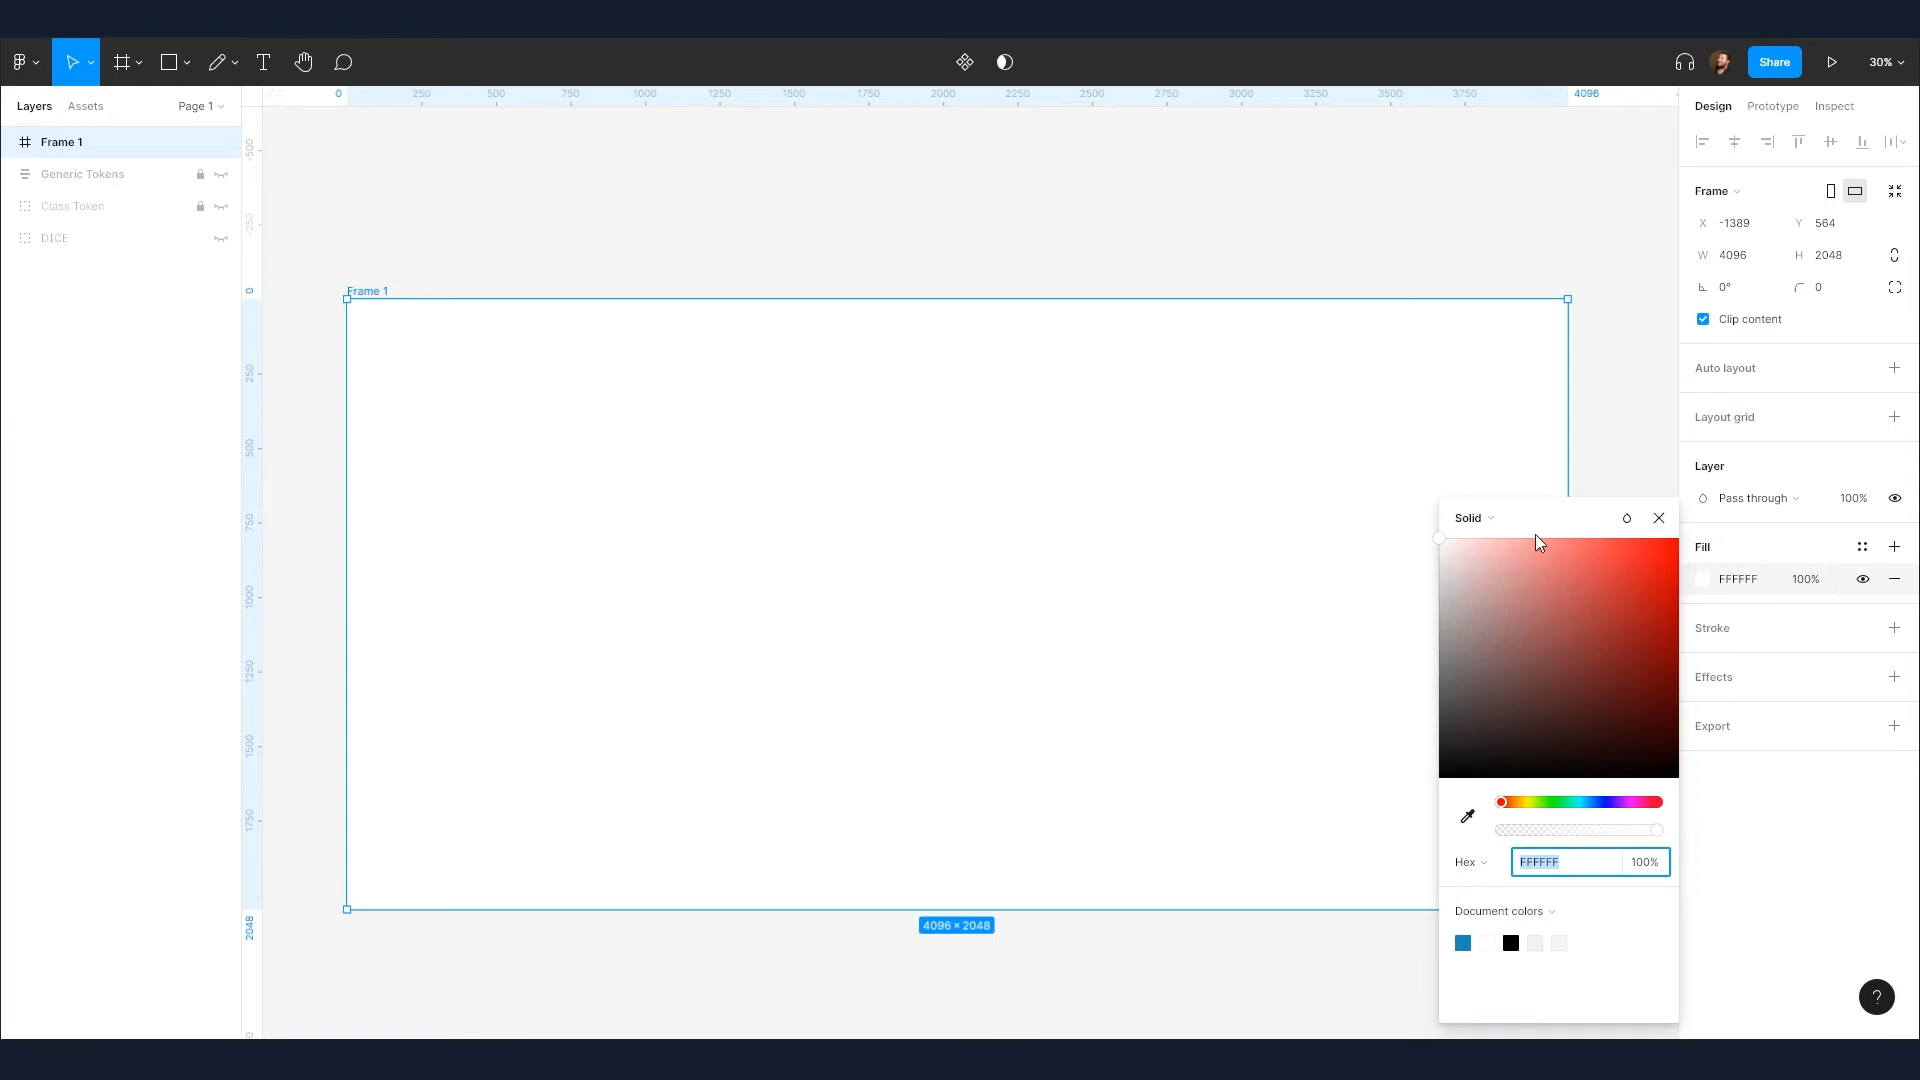 Share
30%
Layers
Assets
Page 1
Frame 1
Generic Tokens
Class Token
DICE
0
250
500
750
1000
1250
1500
1750
2000
2250
2500
2750
3000
3250
3500
3750
4096
-500
-250
0
250
500
750
1000
1250
1500
1750
2048
Frame 1
4096 × 2048
Solid
Hex
FFFFFF
100%
Document colors
Design
Prototype
Inspect
Frame
X -1389
Y 564
W 4096
H 2048
0°
0
Clip content
Auto layout
Layout grid
Layer
Pass through
100%
Fill
FFFFFF
100%
Stroke
Effects
Export
?